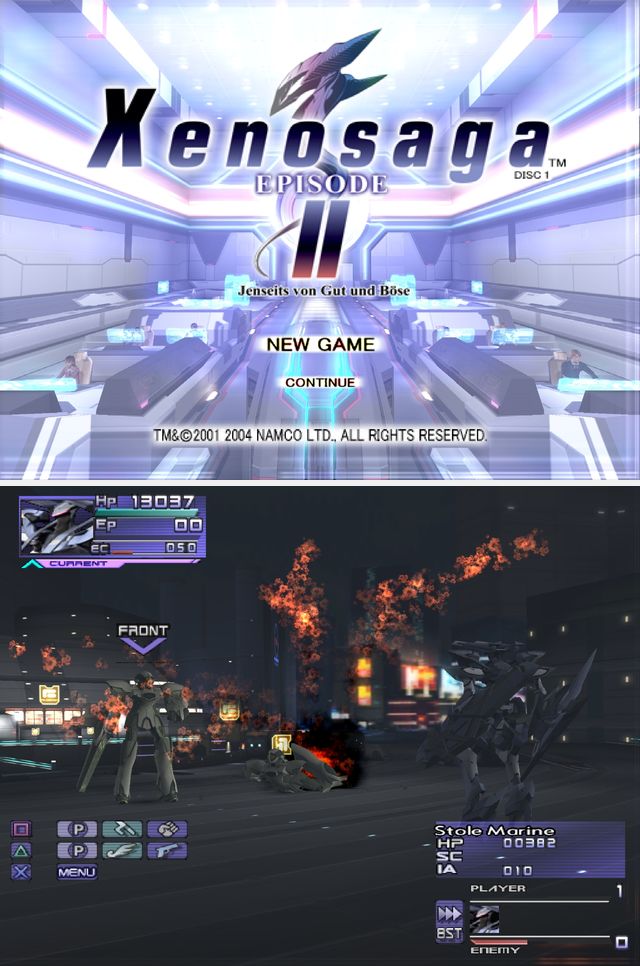 Xenosaga™
DISC 1
EPISODE
II
Jenseits von Gut und Böse
NEW GAME
CONTINUE
TM&©2001 2004 NAMCO LTD., ALL RIGHTS RESERVED.
Hp 13037
Ep 00
EC 050
CURRENT
FRONT
P
P
MENU
Stole Marine
HP 00382
SC
IA 010
PLAYER 1
BST
ENEMY 0